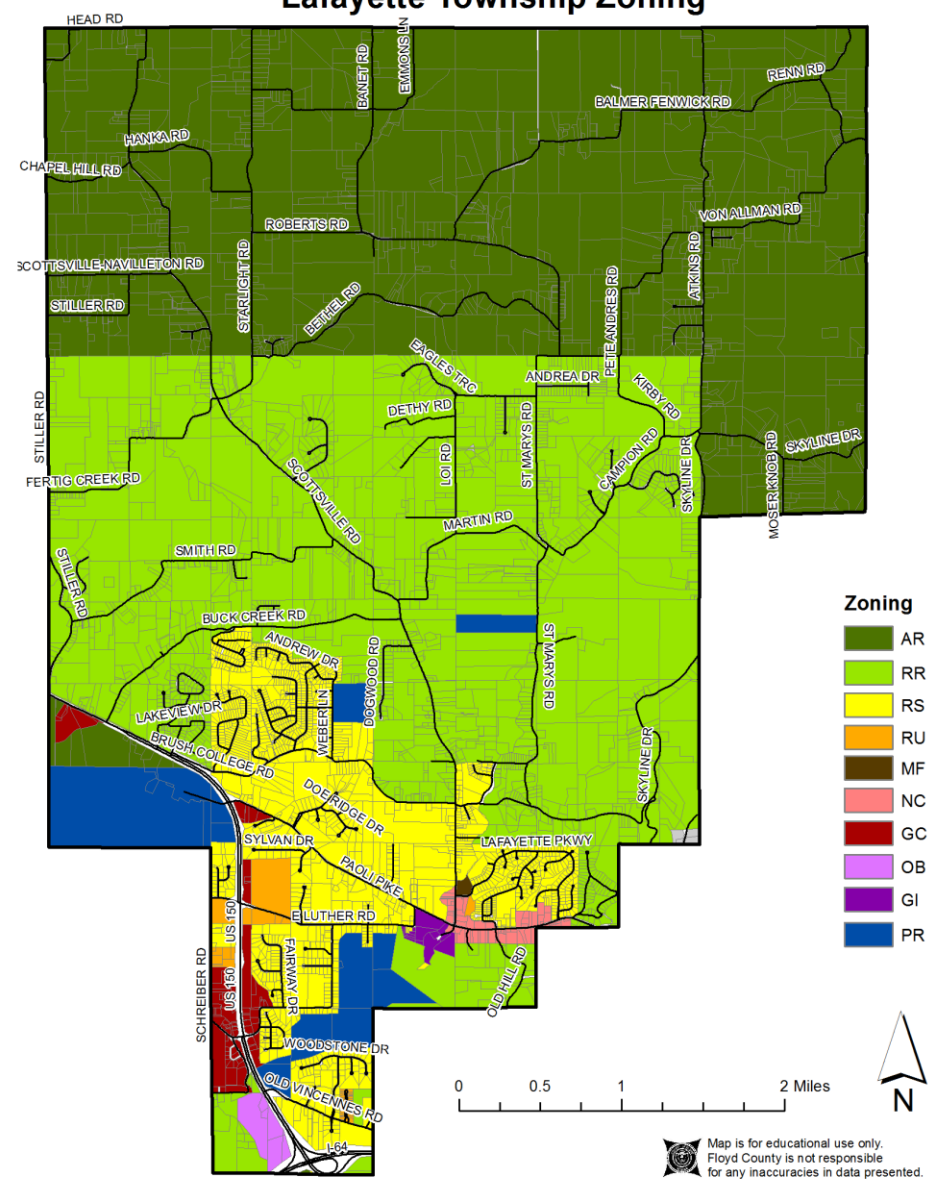 Lafayette Township Zoning
HEAD RD
BANET RD
EMMONS LN
RENN RD
BALMER FENWICK RD
HANKA RD
CHAPEL HILL RD
VON ALLMAN RD
ROBERTS RD
STARLIGHT RD
ATKINS RD
SCOTTSVILLE-NAVILLETON RD
PETE ANDRES RD
STILLER RD
BETHEL RD
EAGLES TRC
ANDREA DR
KIRBY RD
DETHY RD
STILLER RD
ST MARYS RD
LOI RD
CAMPION RD
SKYLINE DR
MOSER KNOB RD
SKYLINE DR
FERTIG CREEK RD
SCOTTSVILLE RD
MARTIN RD
SMITH RD
STILLER RD
BUCK CREEK RD
ANDREW DR
DOGWOOD RD
ST MARYS RD
LAKEVIEW DR
WEBER LN
BRUSH COLLEGE RD
SKYLINE DR
DOE RIDGE DR
SYLVAN DR
LAFAYETTE PKWY
PAOLI PIKE
US 150
E LUTHER RD
FAIRWAY DR
US 150
SCHREIBER RD
OLD HILL RD
WOODSTONE DR
OLD VINCENNES RD
I-64
Zoning
AR
RR
RS
RU
MF
NC
GC
OB
GI
PR
0 0.5 1 2 Miles
N
Map is for educational use only.
Floyd County is not responsible
for any inaccuracies in data presented.